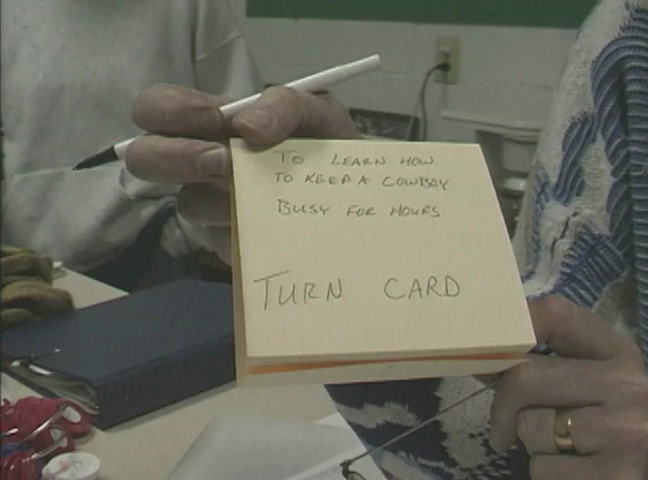 TO LEARN HOW
TO KEEP A COWBOY
BUSY FOR HOURS
TURN CARD